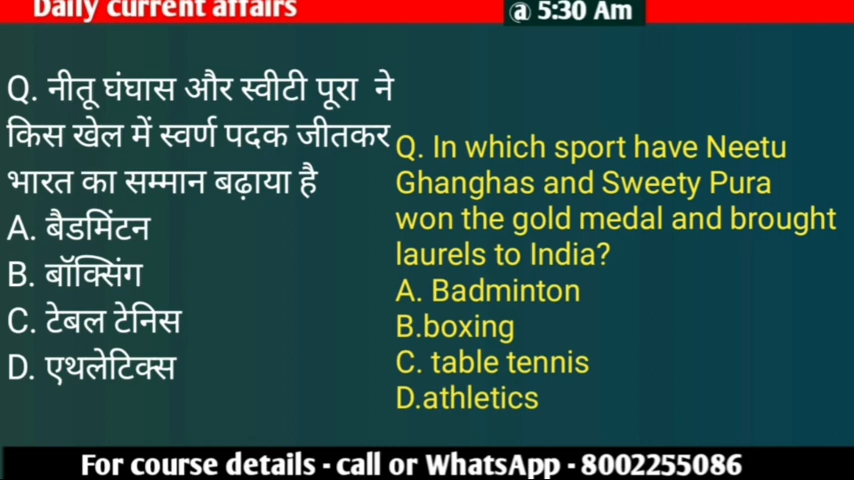 Daily current affairs
@ 5:30 Am
Q. नीतू घंघास और स्वीटी पूरा ने
किस खेल में स्वर्ण पदक जीतकर
भारत का सम्मान बढ़ाया है
A. बैडमिंटन
B. बॉक्सिंग
C. टेबल टेनिस
D. एथलेटिक्स
Q. In which sport have Neetu
Ghanghas and Sweety Pura
won the gold medal and brought
laurels to India?
A. Badminton
B.boxing
C. table tennis
D.athletics
For course details - call or WhatsApp - 8002255086